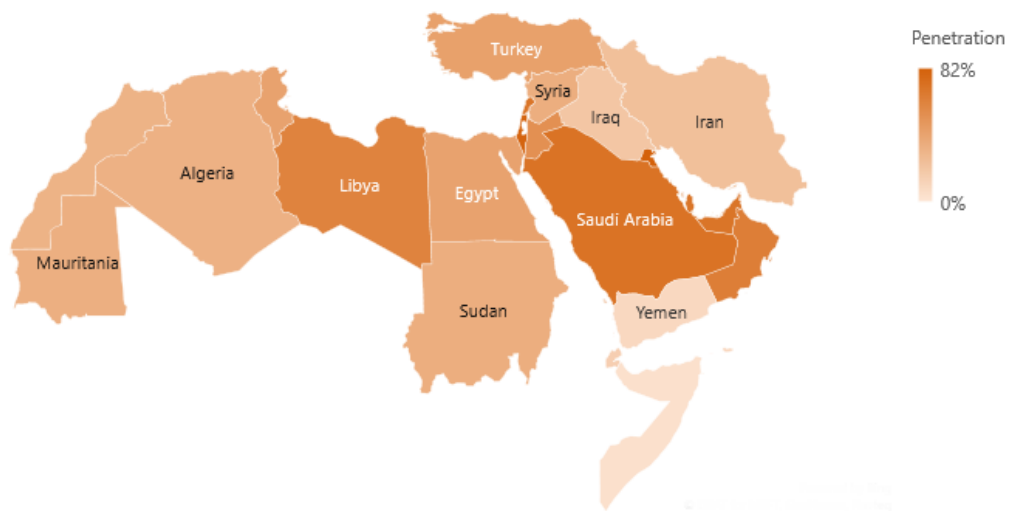 Penetration
82%
0%
Turkey
Syria
Iraq
Iran
Algeria
Libya
Egypt
Saudi Arabia
Mauritania
Sudan
Yemen